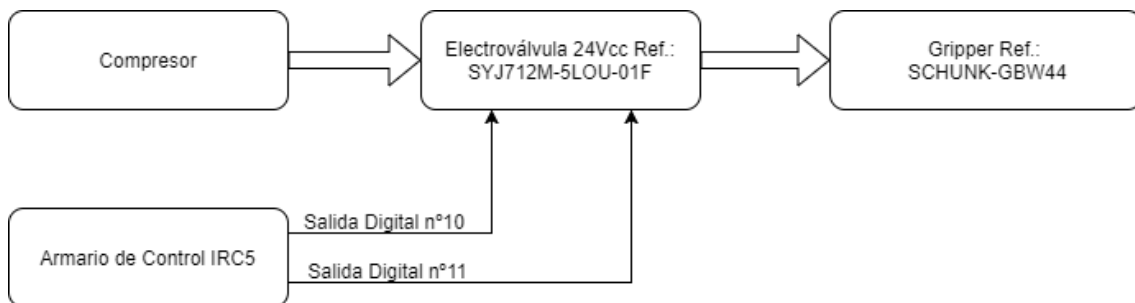 Compresor
Electroválvula 24Vcc Ref.:
SYJ712M-5LOU-01F
Gripper Ref.:
SCHUNK-GBW44
Salida Digital nº10
Armario de Control IRC5
Salida Digital nº11